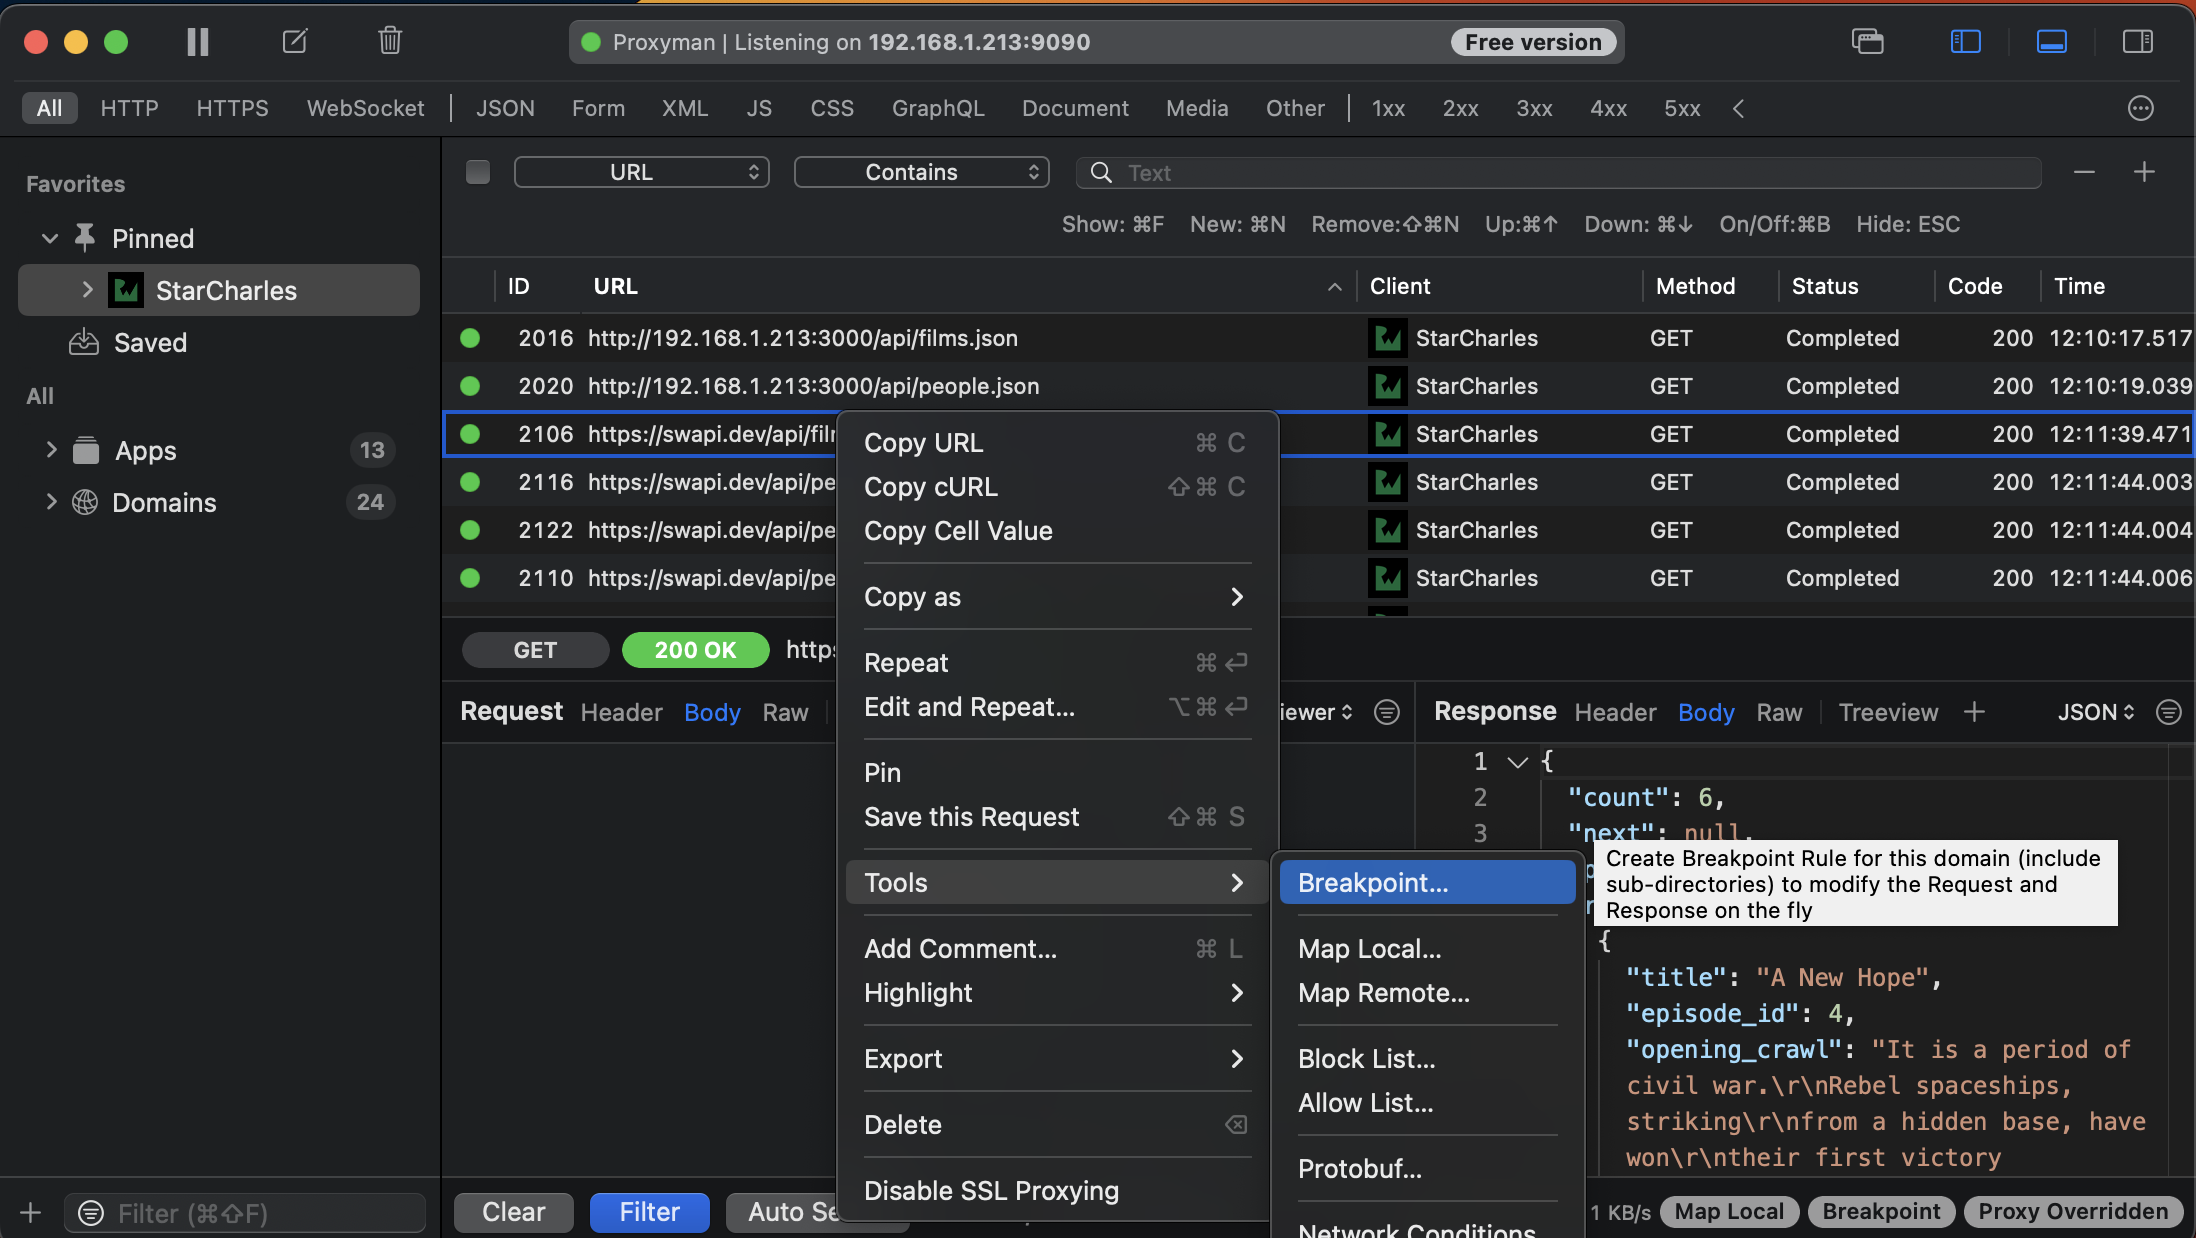 Proxyman | Listening on 192.168.1.213:9090 Free version
All HTTP HTTPS WebSocket JSON Form XML JS CSS GraphQL Document Media Other 1xx 2xx 3xx 4xx 5xx
Favorites
Pinned
StarCharles
Saved
All
Apps 13
Domains 24
Filter (⌘⇧F)
URL Contains Text
Show: ⌘F New: ⌘N Remove:⇧⌘N Up:⌘↑ Down: ⌘↓ On/Off:⌘B Hide: ESC
ID URL Client Method Status Code Time
2016 http://192.168.1.213:3000/api/films.json StarCharles GET Completed 200 12:10:17.517
2020 http://192.168.1.213:3000/api/people.json StarCharles GET Completed 200 12:10:19.039
2106 https://swapi.dev/api/fil StarCharles GET Completed 200 12:11:39.471
2116 https://swapi.dev/api/pe StarCharles GET Completed 200 12:11:44.003
2122 https://swapi.dev/api/pe StarCharles GET Completed 200 12:11:44.004
2110 https://swapi.dev/api/pe StarCharles GET Completed 200 12:11:44.006
GET 200 OK http
Request Header Body Raw iewer
Copy URL ⌘ C
Copy cURL ⇧⌘ C
Copy Cell Value
Copy as
Repeat ⌘↩
Edit and Repeat... ⌥⌘↩
Pin
Save this Request ⇧⌘ S
Tools
Add Comment... ⌘ L
Highlight
Export
Delete ⌫
Disable SSL Proxying
Breakpoint...
Map Local...
Map Remote...
Block List...
Allow List...
Protobuf...
Network Conditions
Response Header Body Raw Treeview + JSON
1 {
2 "count": 6,
3 "next": null,
Create Breakpoint Rule for this domain (include
sub-directories) to modify the Request and
Response on the fly
{
"title": "A New Hope",
"episode_id": 4,
"opening_crawl": "It is a period of
civil war.\r\nRebel spaceships,
striking\r\nfrom a hidden base, have
won\r\ntheir first victory
Clear Filter Auto Se
1 KB/s Map Local Breakpoint Proxy Overridden